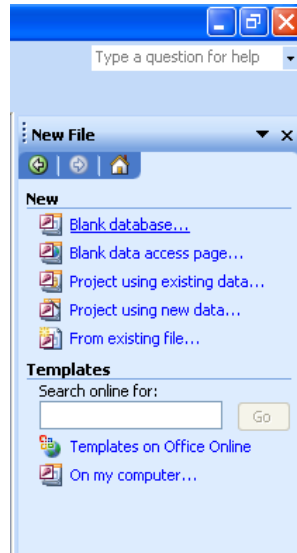 Type a question for help
New File
New
Blank database...
Blank data access page...
Project using existing data...
Project using new data...
From existing file...
Templates
Search online for:
Go
Templates on Office Online
On my computer...